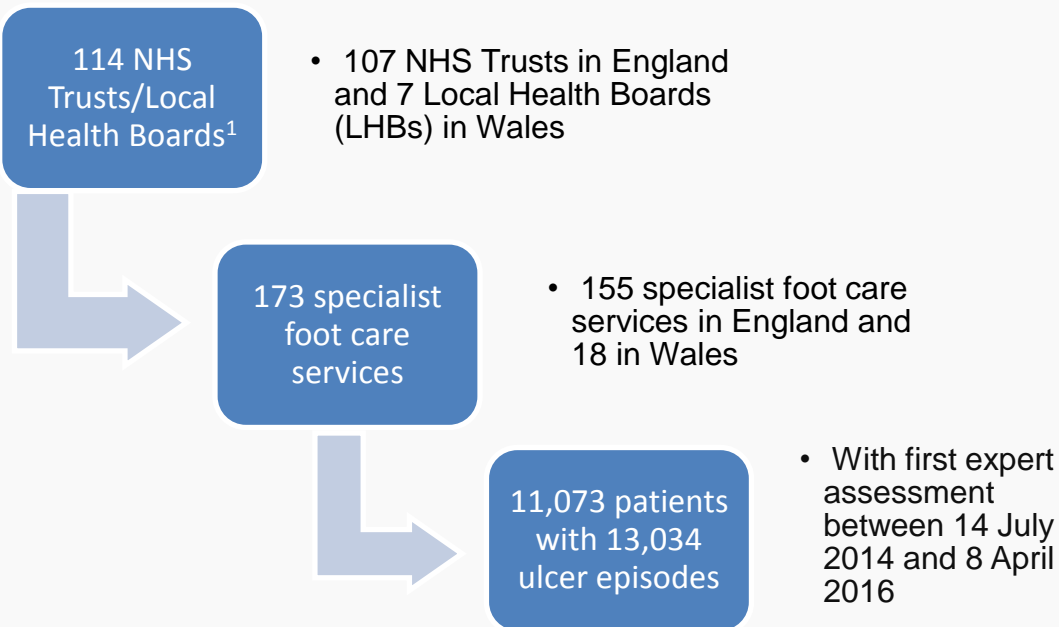 114 NHS
Trusts/Local
Health Boards¹
• 107 NHS Trusts in England
and 7 Local Health Boards
(LHBs) in Wales
173 specialist
foot care
services
• 155 specialist foot care
services in England and
18 in Wales
11,073 patients
with 13,034
ulcer episodes
• With first expert
assessment
between 14 July
2014 and 8 April
2016